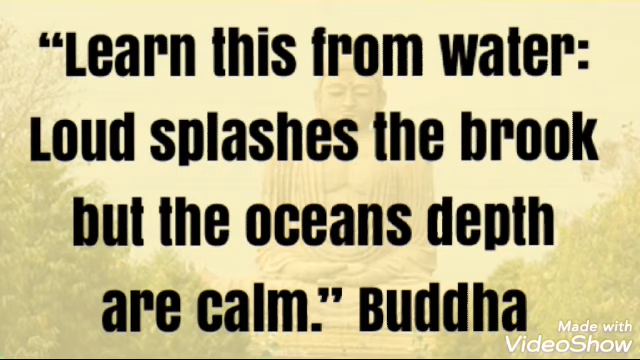 “Learn this from water:
Loud splashes the brook
but the oceans depth
are calm.” Buddha
Made with
VideoShow